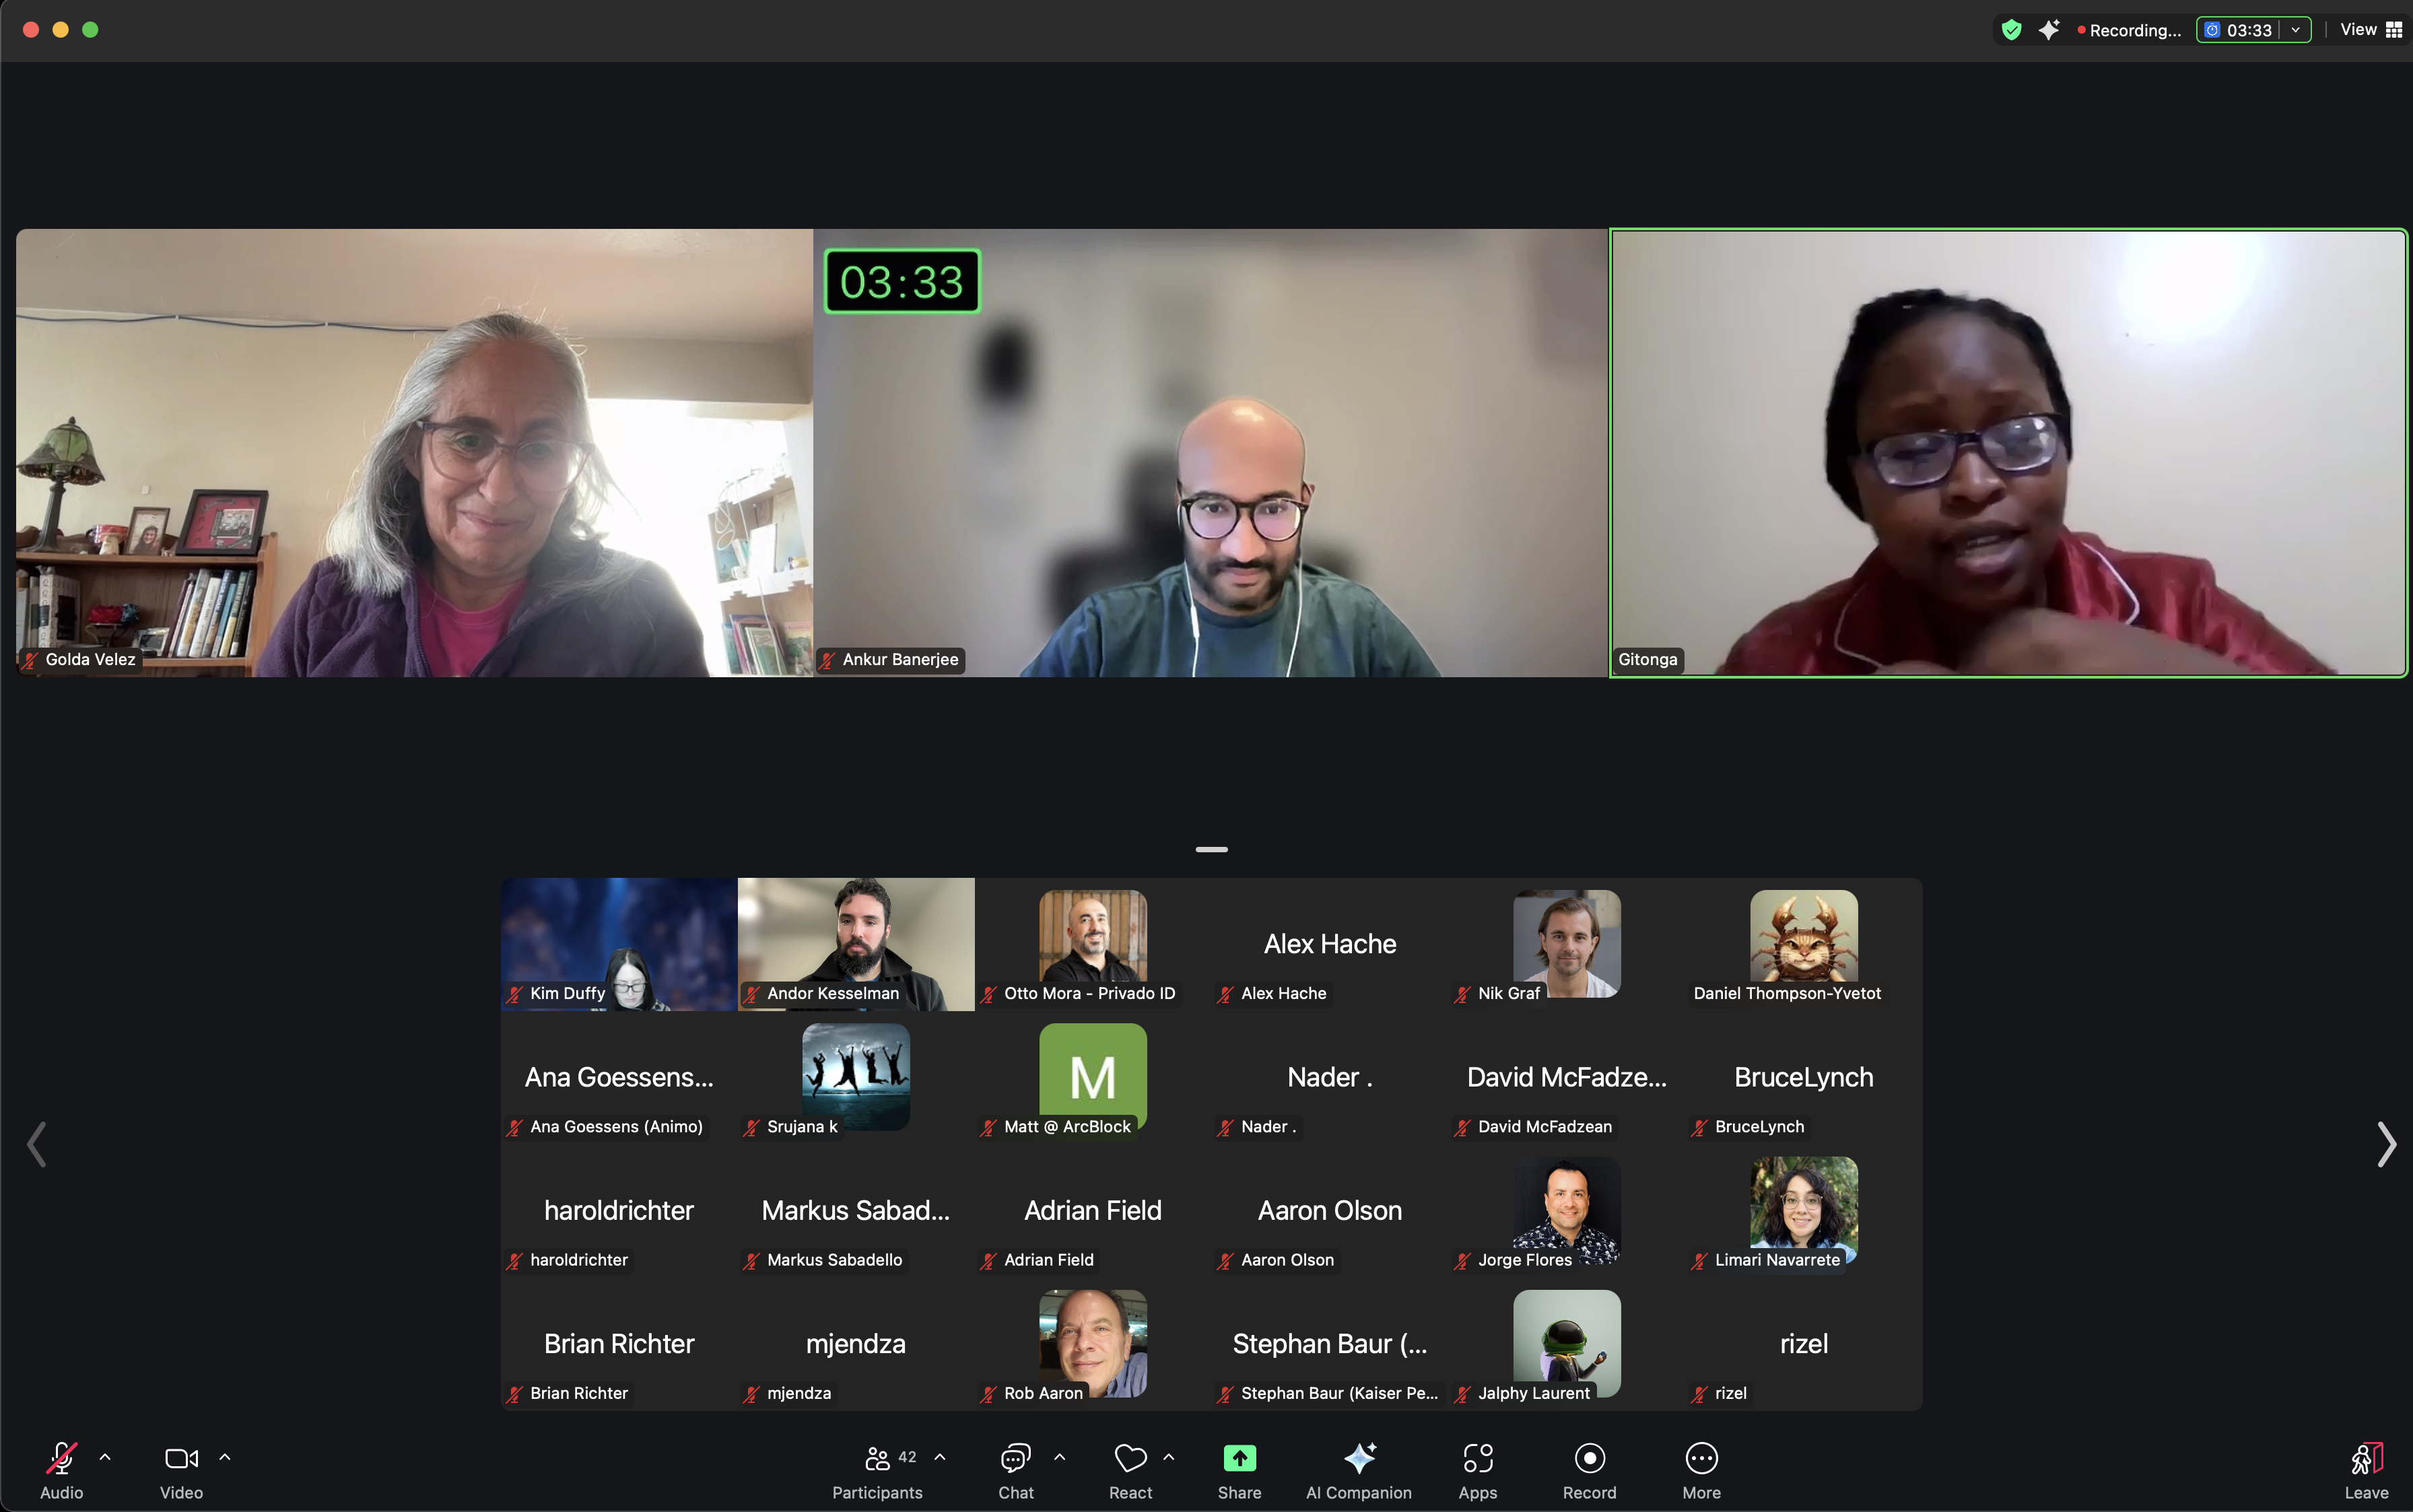 Recording...
03:33
View
03:33
Golda Velez
Ankur Banerjee
Gitonga
Kim Duffy
Andor Kesselman
Otto Mora - Privado ID
Alex Hache
Alex Hache
Nik Graf
Daniel Thompson-Yvetot
Ana Goessens...
Ana Goessens (Animo)
Srujana k
M
Matt @ ArcBlock
Nader .
Nader .
David McFadze...
David McFadzean
BruceLynch
BruceLynch
haroldrichter
haroldrichter
Markus Sabad...
Markus Sabadello
Adrian Field
Adrian Field
Aaron Olson
Aaron Olson
Jorge Flores
Limari Navarrete
Brian Richter
Brian Richter
mjendza
mjendza
Rob Aaron
Stephan Baur (...
Stephan Baur (Kaiser Pe...
Jalphy Laurent
rizel
rizel
Audio
Video
42
Participants
Chat
React
Share
AI Companion
Apps
Record
More
Leave